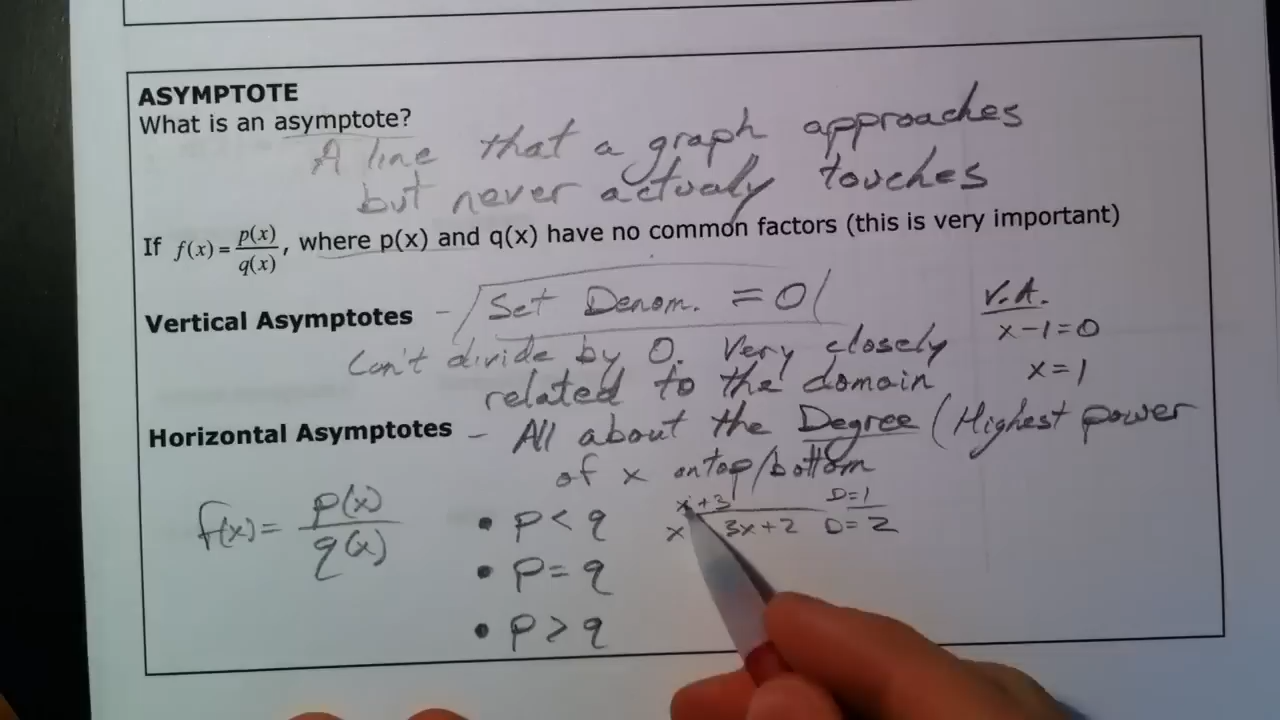 ASYMPTOTE
What is an asymptote?
A line that a graph approaches
but never actualy touches
If f(x) = p(x)/q(x), where p(x) and q(x) have no common factors (this is very important)
Vertical Asymptotes - Set Denom. = 0
V.A.
x-1=0
x=1
Can't divide by 0. Very closely
related to the domain
Horizontal Asymptotes - All about the Degree (Highest power
of x on top/bottom
f(x) = p(x)/q(x)
• p < q
x+3 D=1
x 3x+2 D=2
• p = q
• p > q